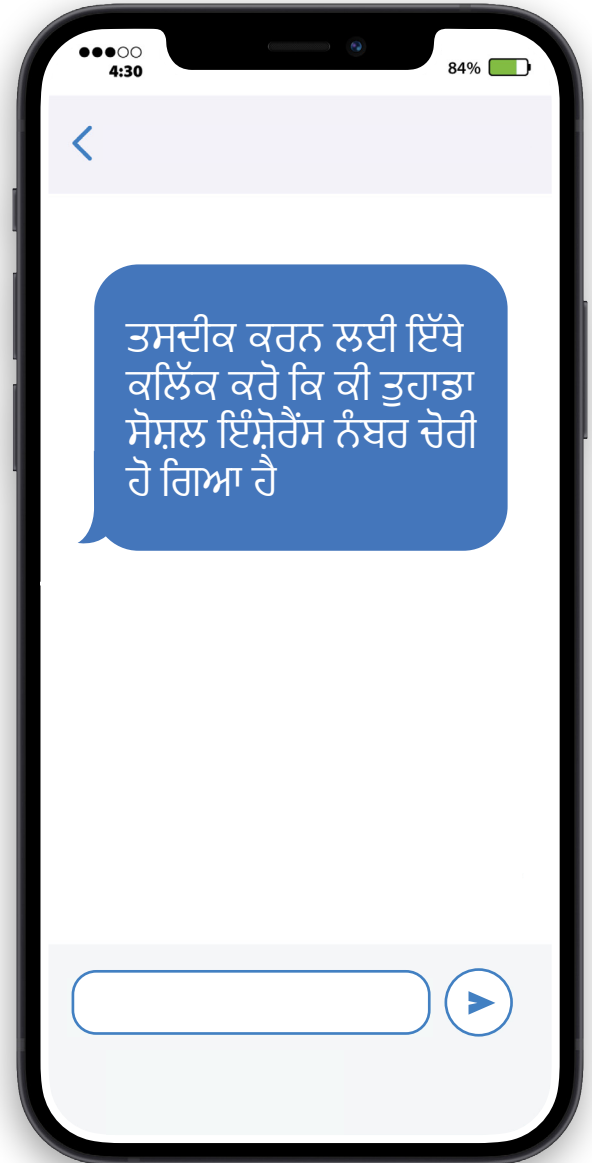 4:30
84%
ਤਸਦੀਕ ਕਰਨ ਲਈ ਇੱਥੇ
ਕਲਿੱਕ ਕਰੋ ਕਿ ਕੀ ਤੁਹਾਡਾ
ਸੋਸ਼ਲ ਇੰਸ਼ੋਰੈਂਸ ਨੰਬਰ ਚੋਰੀ
ਹੋ ਗਿਆ ਹੈ